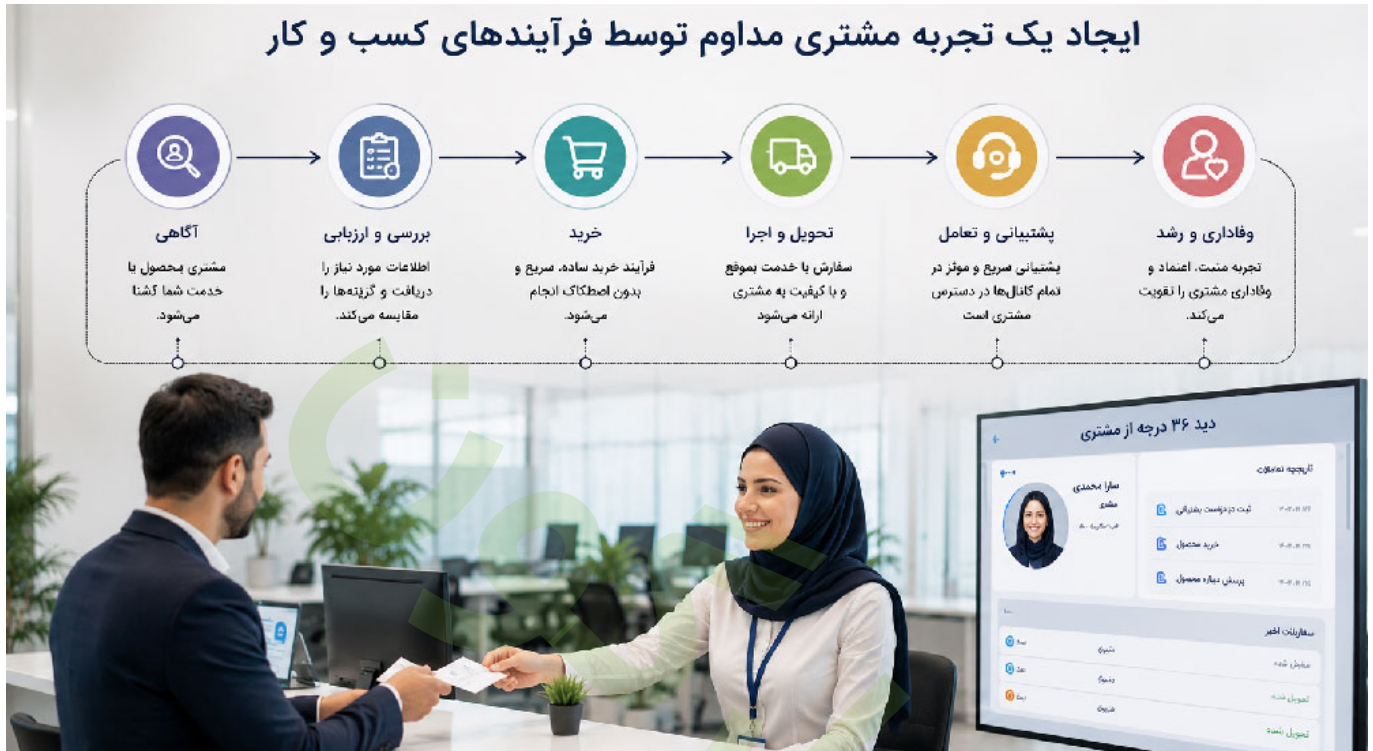 ایجاد یک تجربه مشتری مداوم توسط فرآیندهای کسب و کار
آگاهی
مشتری محصول یا
خدمت شما کشنا
می‌شود.
بررسی و ارزیابی
اطلاعات مورد نیاز را
دریافت و گزینه‌ها را
مقایسه می‌کند.
خرید
فرآیند خرید ساده، سریع و
بدون اصطکاک انجام
می‌شود.
تحویل و اجرا
سفارش یا خدمت بموقع
و با کیفیت به مشتری
ارائه می‌شود
پشتیبانی و تعامل
پشتیبانی سریع و موثر در
تمام کانال‌ها در دسترس
مشتری است
وفاداری و رشد
تجربه مثبت، اعتماد و
وفاداری مشتری را تقویت
می‌کند.
دید ۳۶ درجه از مشتری
سارا محمدی
تاریخچه تعاملات
ثبت درخواست پشتیبانی
خرید محصول
پرسش درباره محصول
تحویل شده
تحویل شده